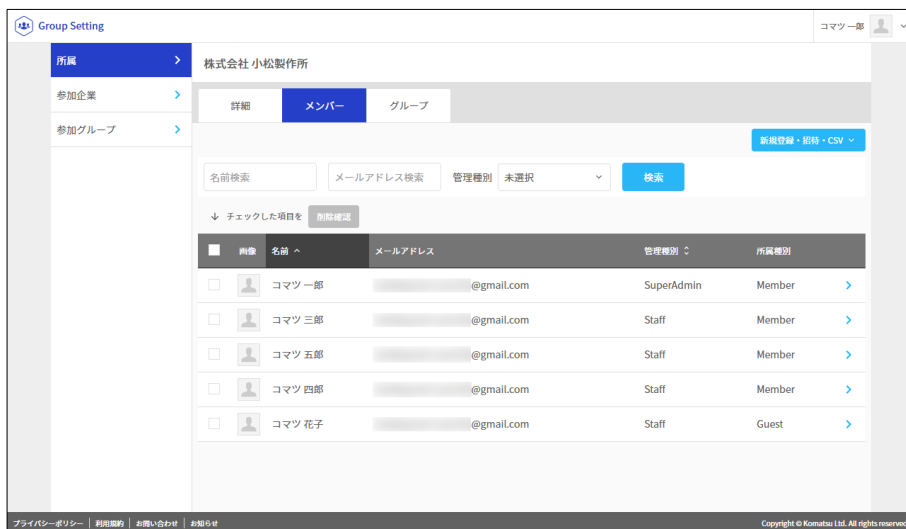 Group Setting
コマツ 一郎
所属
参加企業
参加グループ
株式会社 小松製作所
詳細 メンバー グループ
新規登録・招待・CSV
名前検索 メールアドレス検索 管理種別 未選択 検索
チェックした項目を 削除確認
画像 名前 メールアドレス 管理種別 所属種別
コマツ 一郎 @gmail.com SuperAdmin Member
コマツ 三郎 @gmail.com Staff Member
コマツ 五郎 @gmail.com Staff Member
コマツ 四郎 @gmail.com Staff Member
コマツ 花子 @gmail.com Staff Guest
プライバシーポリシー | 利用規約 | お問い合わせ | お知らせ
Copyright © Komatsu Ltd. All rights reserved